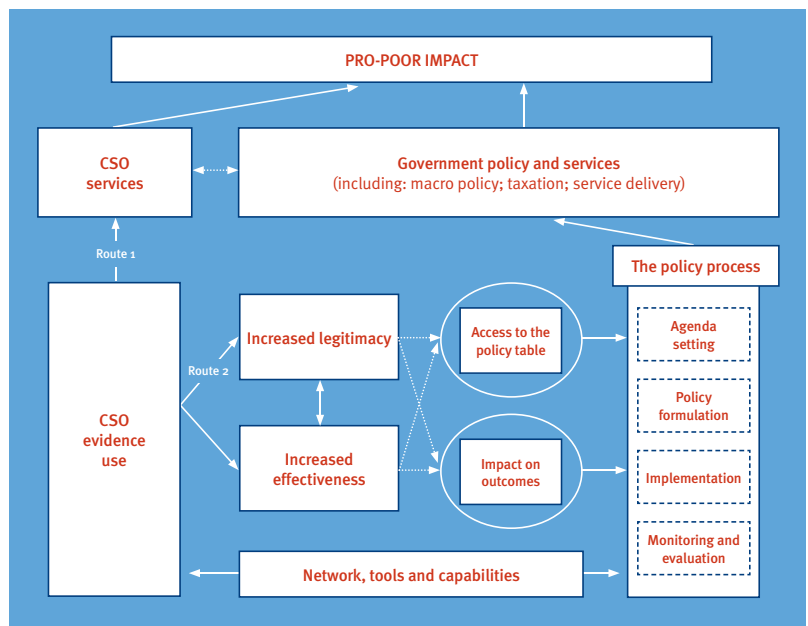 PRO-POOR IMPACT
CSO
services
Government policy and services
(including: macro policy; taxation; service delivery)
Route 1
The policy process
CSO
evidence
use
Route 2
Increased legitimacy
Increased
effectiveness
Access to the
policy table
Impact on
outcomes
Agenda
setting
Policy
formulation
Implementation
Monitoring and
evaluation
Network, tools and capabilities